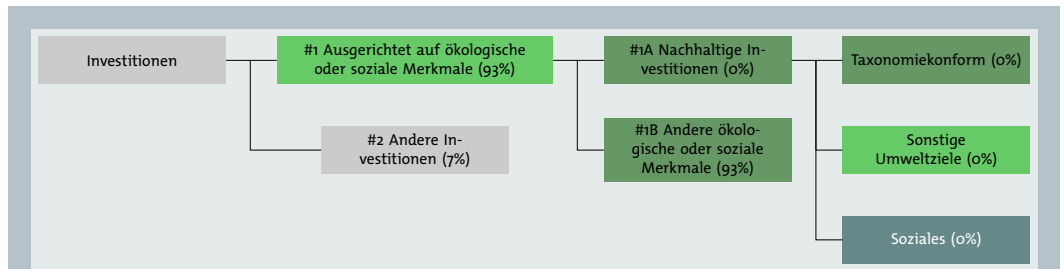 Investitionen
#1 Ausgerichtet auf ökologische
oder soziale Merkmale (93%)
#1A Nachhaltige In-
vestitionen (0%)
Taxonomiekonform (0%)
#2 Andere In-
vestitionen (7%)
#1B Andere ökolo-
gische oder soziale
Merkmale (93%)
Sonstige
Umweltziele (0%)
Soziales (0%)